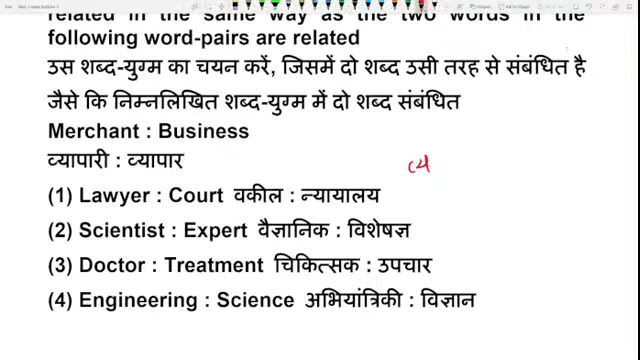 related in the same way as the two words in the
following word-pairs are related
उस शब्द-युग्म का चयन करें, जिसमें दो शब्द उसी तरह से संबंधित है
जैसे कि निम्नलिखित शब्द-युग्म में दो शब्द संबंधित
Merchant : Business
व्यापारी : व्यापार
(1) Lawyer : Court वकील : न्यायालय
(2) Scientist : Expert वैज्ञानिक : विशेषज्ञ
(3) Doctor : Treatment चिकित्सक : उपचार
(4) Engineering : Science अभियांत्रिकी : विज्ञान